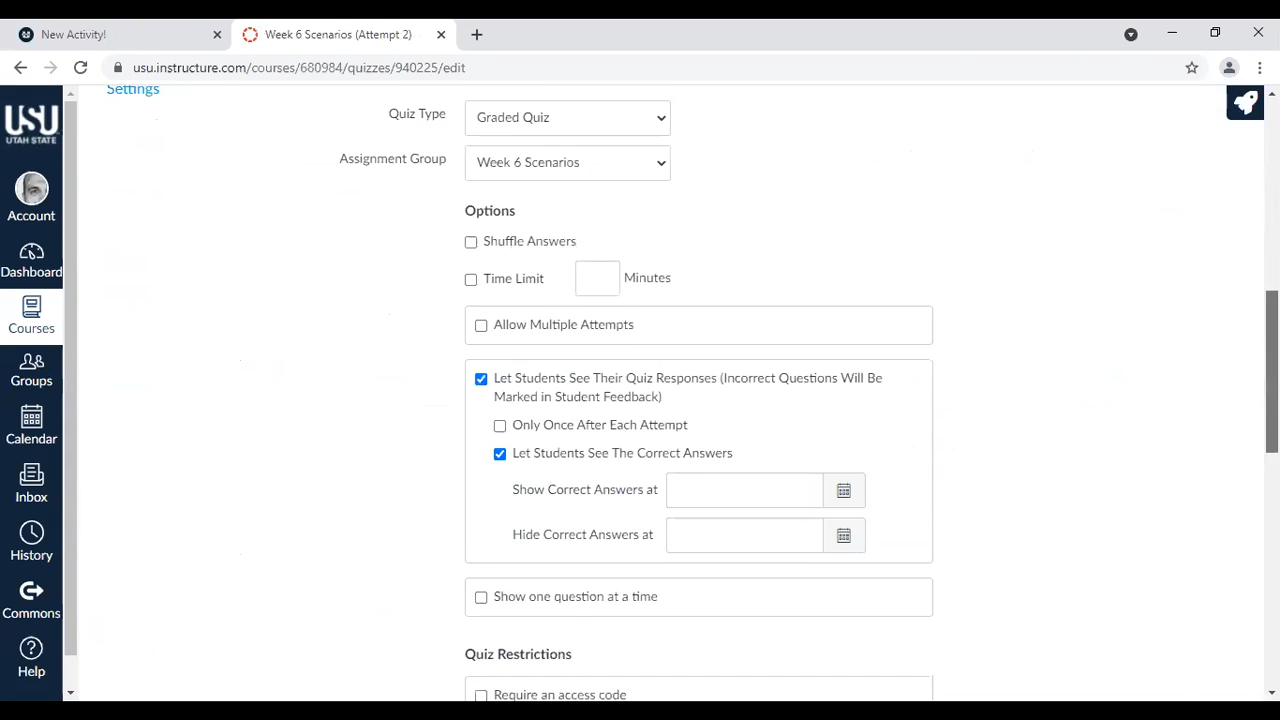 New Activity!
Week 6 Scenarios (Attempt 2)
usu.instructure.com/courses/680984/quizzes/940225/edit
Settings
USU
UTAH STATE
Account
Dashboard
Courses
Groups
Calendar
Inbox
History
Commons
Help
Quiz Type
Graded Quiz
Assignment Group
Week 6 Scenarios
Options
Shuffle Answers
Time Limit
Minutes
Allow Multiple Attempts
Let Students See Their Quiz Responses (Incorrect Questions Will Be
Marked in Student Feedback)
Only Once After Each Attempt
Let Students See The Correct Answers
Show Correct Answers at
Hide Correct Answers at
Show one question at a time
Quiz Restrictions
Require an access code